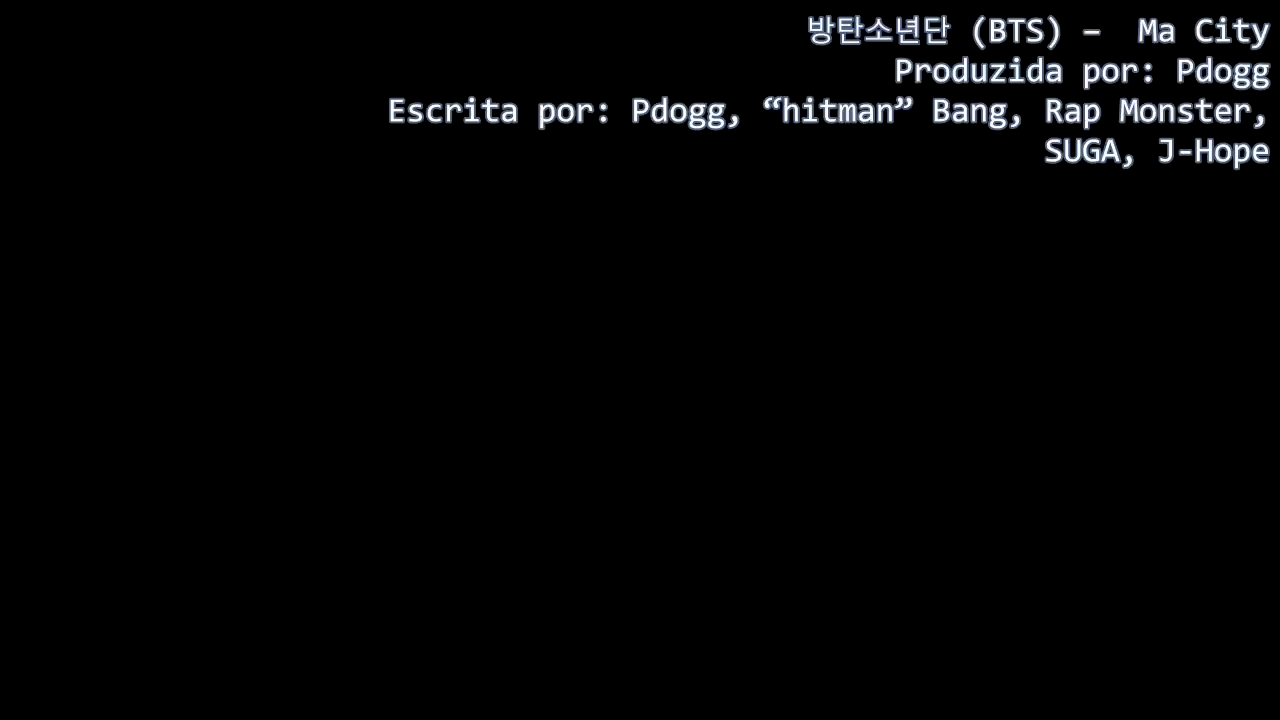 방탄소년단 (BTS) – Ma City
Produzida por: Pdogg
Escrita por: Pdogg, “hitman” Bang, Rap Monster,
SUGA, J-Hope